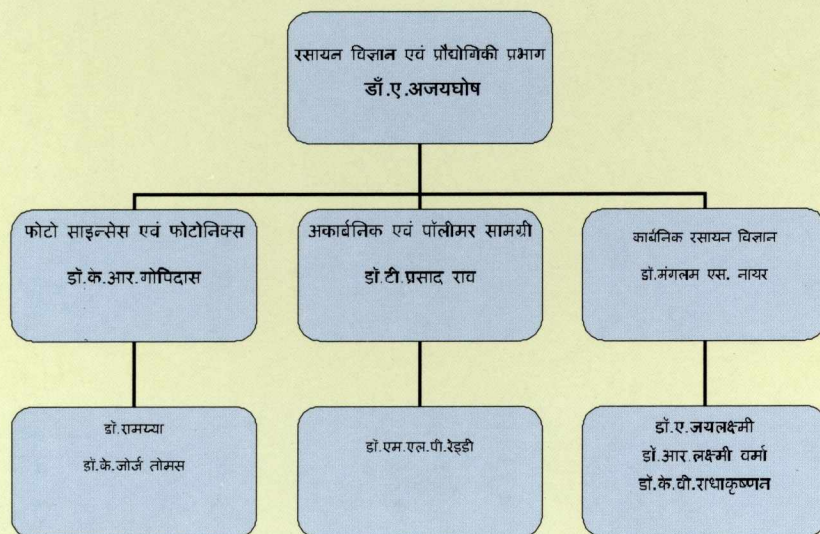 रसायन विज्ञान एवं प्रौद्योगिकी प्रभाग
डॉ.ए.अजयघोष
फोटो साइन्सेस एवं फोटोनिक्स
डॉ.के.आर.गोपिदास
अकार्बनिक एवं पॉलीमर सामग्री
डॉ.टी.प्रसाद राव
कार्बनिक रसायन विज्ञान
डॉ.मंगलम एस. नायर
डॉ.रामय्या
डॉ.के.जोर्ज तोमस
डॉ.एम.एल.पी.रेड्डी
डॉ.ए.जयलक्ष्मी
डॉ.आर.लक्ष्मी वर्मा
डॉ.के.वी.राधाकृष्णन